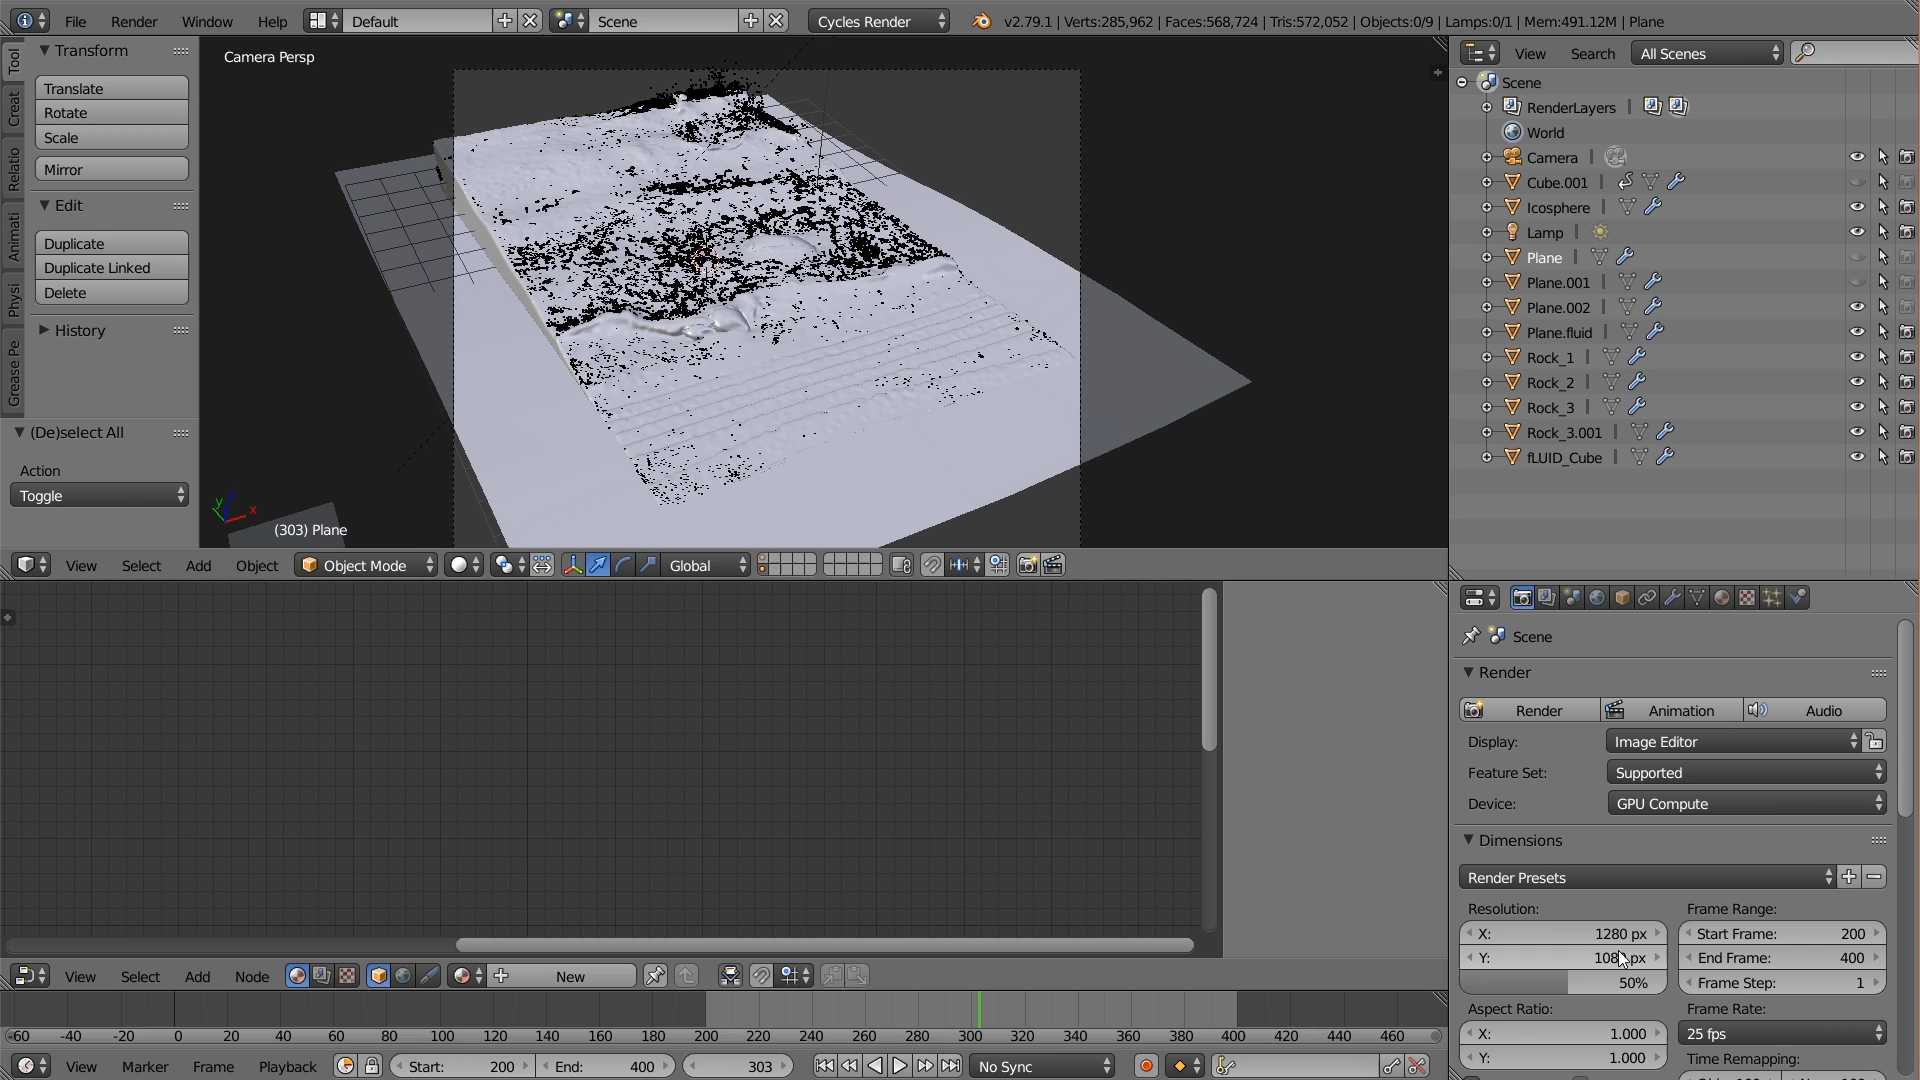 File Render Window Help Default Scene Cycles Render v2.79.1 | Verts:285,962 | Faces:568,724 | Tris:572,052 | Objects:0/9 | Lamps:0/1 | Mem:491.12M | Plane
Tool
Creat
Relatio
Animati
Physi
Grease Pe
Transform
Translate
Rotate
Scale
Mirror
Edit
Duplicate
Duplicate Linked
Delete
History
(De)select All
Action
Toggle
Camera Persp
y
x
(303) Plane
View Select Add Object Object Mode Global
View Search All Scenes
Scene
RenderLayers |
World
Camera |
Cube.001 |
Icosphere |
Lamp |
Plane |
Plane.001 |
Plane.002 |
Plane.fluid |
Rock_1 |
Rock_2 |
Rock_3 |
Rock_3.001 |
fLUID_Cube |
Scene
Render
Render Animation Audio
Display: Image Editor
Feature Set: Supported
Device: GPU Compute
Dimensions
Render Presets
Resolution: Frame Range:
X: 1280 px Start Frame: 200
Y: px End Frame: 400
50% Frame Step: 1
Aspect Ratio: Frame Rate:
X: 1.000 25 fps
Y: 1.000 Time Remapping:
View Select Add Node New
-60 -40 -20 0 20 40 60 80 100 120 140 160 180 200 220 240 260 280 300 320 340 360 380 400 420 440 460
View Marker Frame Playback Start: 200 End: 400 303 No Sync